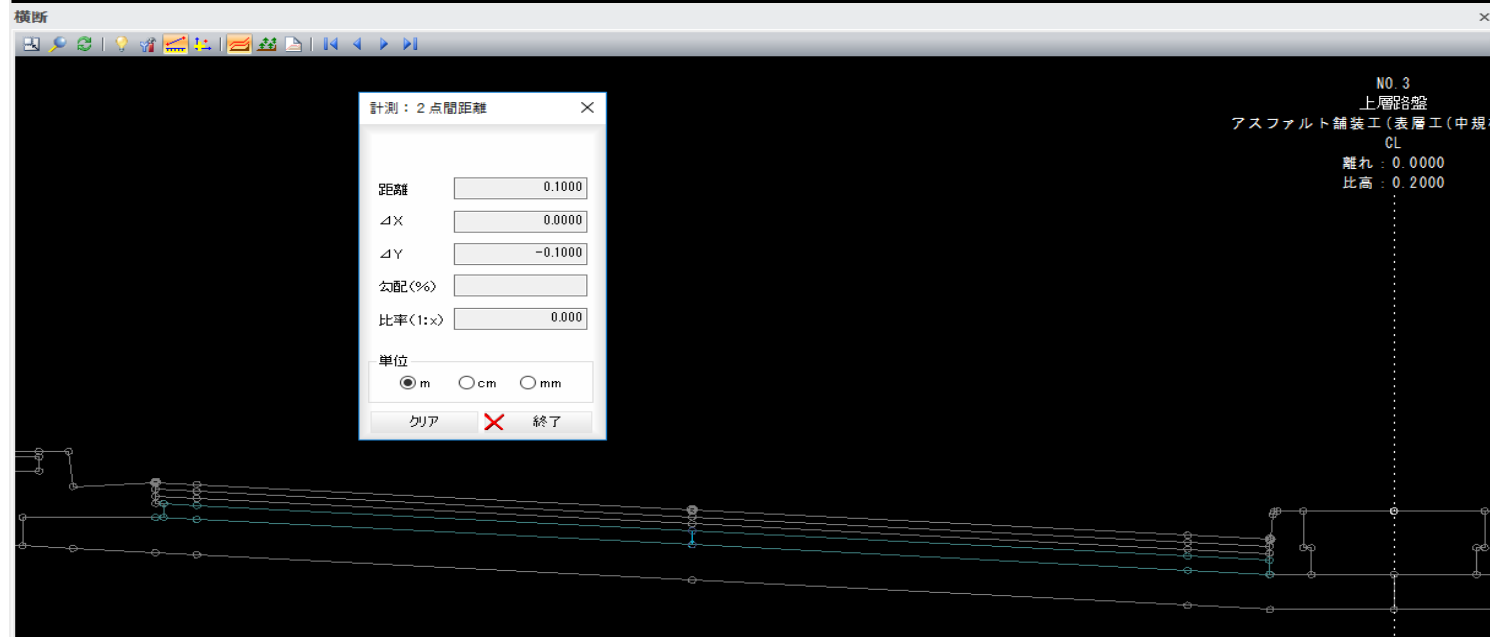 横断
NO.3
上層路盤
アスファルト舗装工(表層工(中規
CL
離れ:0.0000
比高:0.2000
計測:2点間距離
距離 0.1000
⊿X 0.0000
⊿Y -0.1000
勾配(%)
比率(1:x) 0.000
単位
m cm mm
クリア 終了